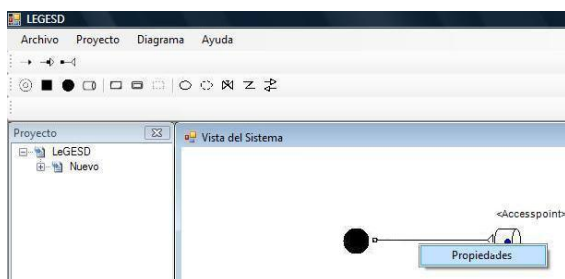 LEGESD
Archivo Proyecto Diagrama Ayuda
Proyecto
LeGESD
Nuevo
Vista del Sistema
<Accesspoint>
Propiedades